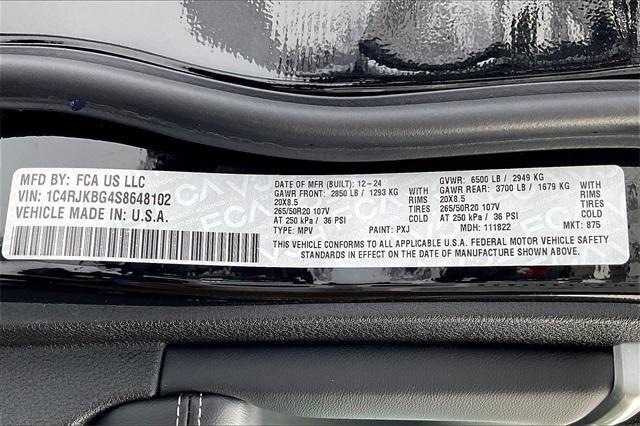 MFD BY: FCA US LLC
VIN: 1C4RJKBG4S8648102
VEHICLE MADE IN: U.S.A.
DATE OF MFR (BUILT): 12-24
GAWR FRONT: 2850 LB / 1293 KG WITH
20X8.5 RIMS
265/50R20 107V TIRES
AT 250 kPa / 36 PSI
TYPE: MPV PAINT: PXJ
GVWR: 6500 LB / 2949 KG
GAWR REAR: 3700 LB / 1679 KG WITH
20X8.5 RIMS
265/50R20 107V TIRES
AT 250 kPa / 36 PSI
MDH: 111822 MKT: 875
THIS VEHICLE CONFORMS TO ALL APPLICABLE U.S.A. FEDERAL MOTOR VEHICLE SAFETY
STANDARDS IN EFFECT ON THE DATE OF MANUFACTURE SHOWN ABOVE.